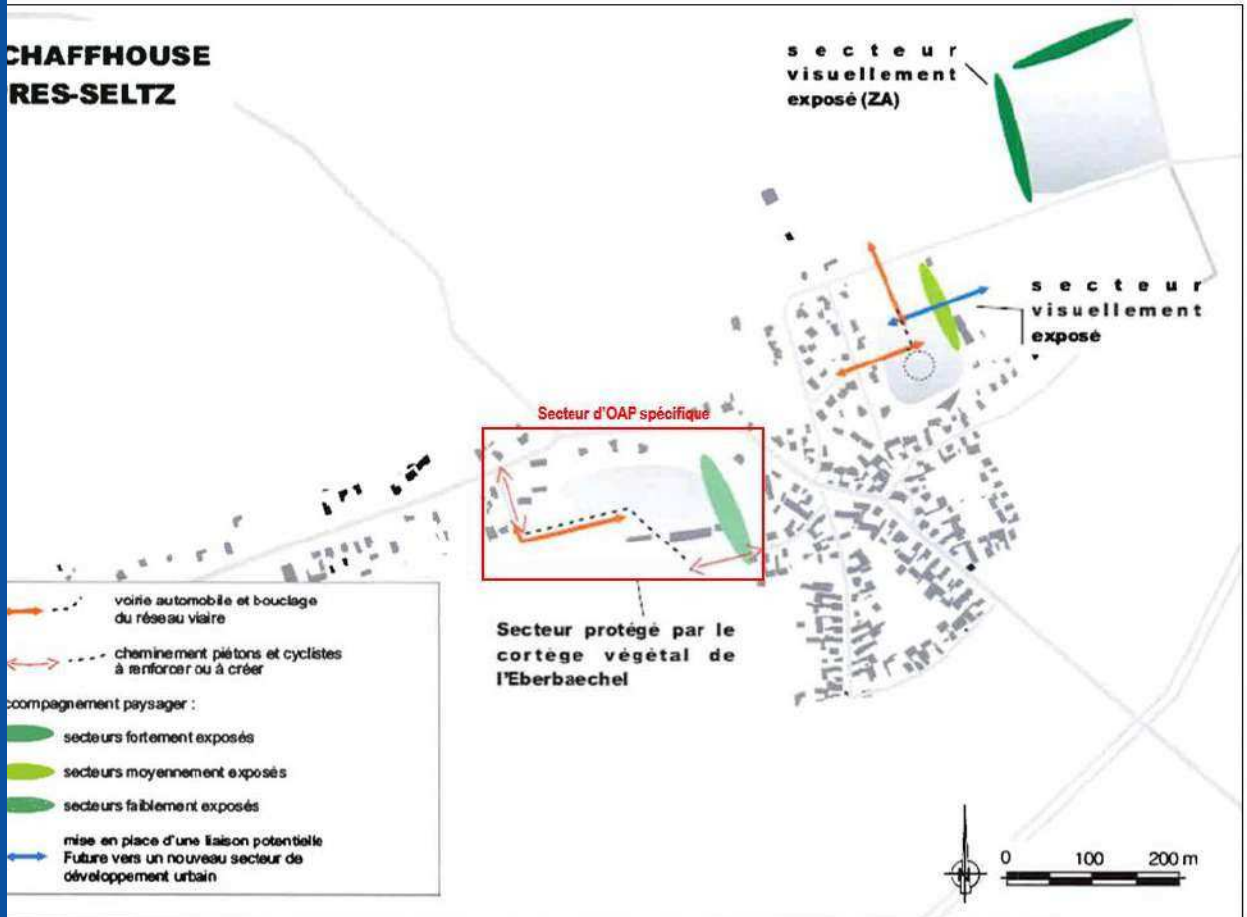 CHAFFHOUSE
RES-SELTZ
secteur
visuellement
exposé (ZA)
secteur
visuellement
exposé
Secteur d'OAP spécifique
Secteur protégé par le
cortège végétal de
l'Eberbaechel
voirie automobile et bouclage
du réseau viaire
cheminement piétons et cyclistes
à renforcer ou à créer
ccompagnement paysager :
secteurs fortement exposés
secteurs moyennement exposés
secteurs faiblement exposés
mise en place d'une liaison potentielle
Future vers un nouveau secteur de
développement urbain
N
0 100 200 m